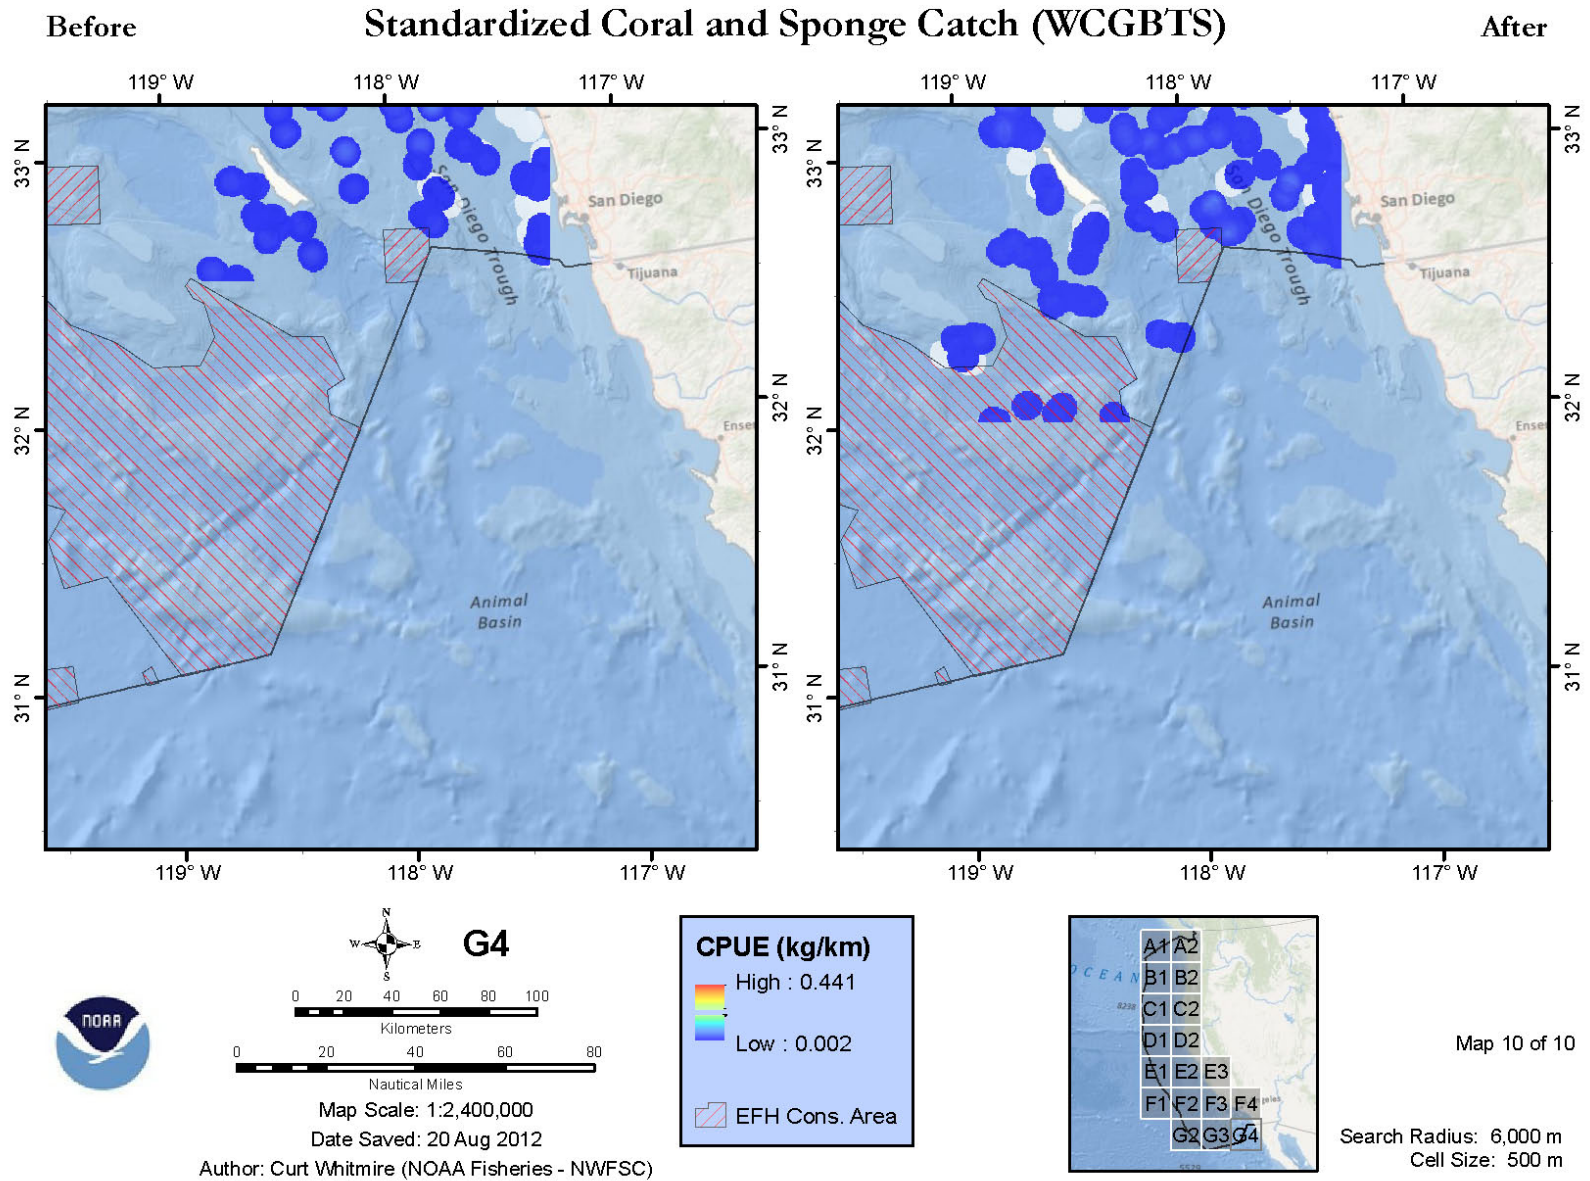 Before
Standardized Coral and Sponge Catch (WCGBTS)
After
119° W
118° W
117° W
119° W
118° W
117° W
33° N
32° N
31° N
33° N
32° N
31° N
33° N
32° N
31° N
33° N
32° N
31° N
San Diego
San Diego Trough
Tijuana
Ense
Animal
Basin
San Diego
San Diego Trough
Tijuana
Ense
Animal
Basin
119° W
118° W
117° W
119° W
118° W
117° W
N
W
E
S
G4
0 20 40 60 80 100
Kilometers
0 20 40 60 80
Nautical Miles
Map Scale: 1:2,400,000
Date Saved: 20 Aug 2012
Author: Curt Whitmire (NOAA Fisheries - NWFSC)
NOAA
CPUE (kg/km)
High : 0.441
Low : 0.002
EFH Cons. Area
OCEAN
A1 A2
B1 B2
C1 C2
D1 D2
E1 E2 E3
F1 F2 F3 F4
G2 G3 G4
Map 10 of 10
Search Radius: 6,000 m
Cell Size: 500 m